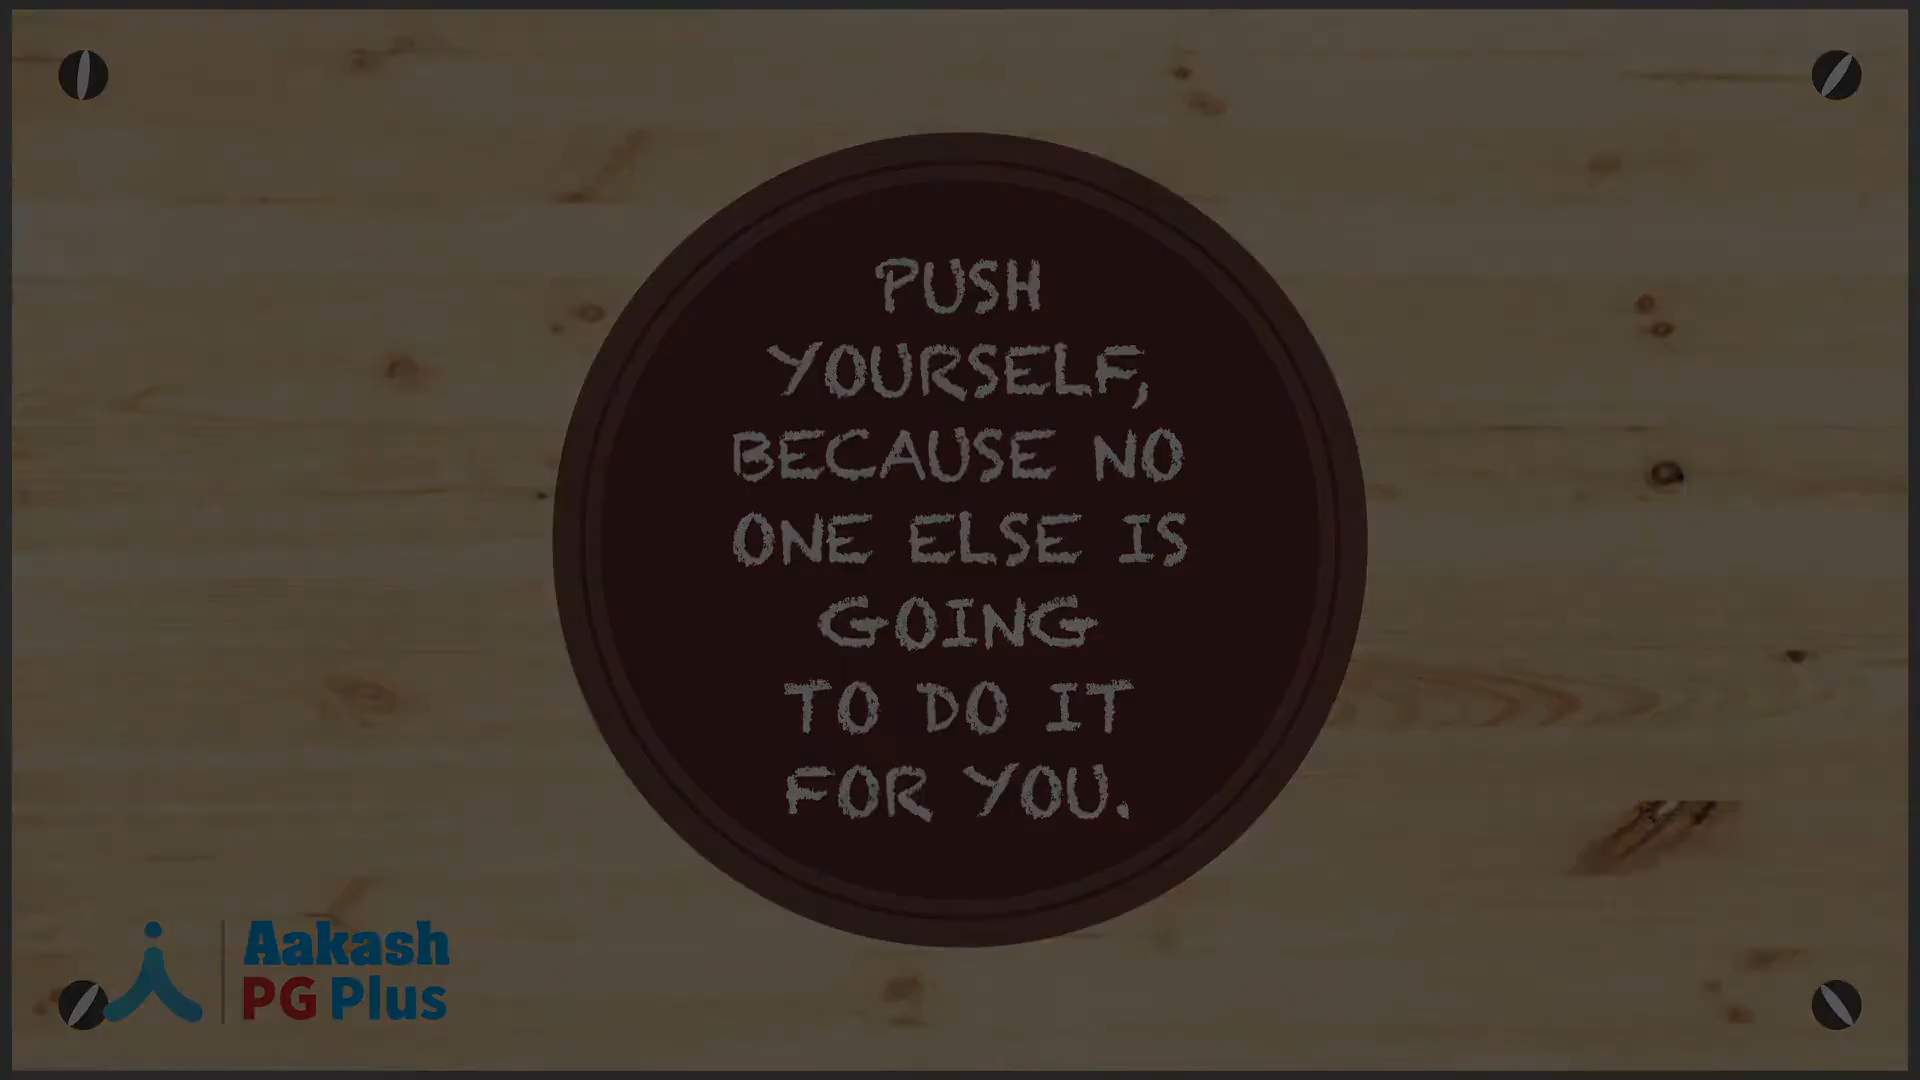 PUSH
YOURSELF,
BECAUSE NO
ONE ELSE IS
GOING
TO DO IT
FOR YOU.
Aakash
PG Plus